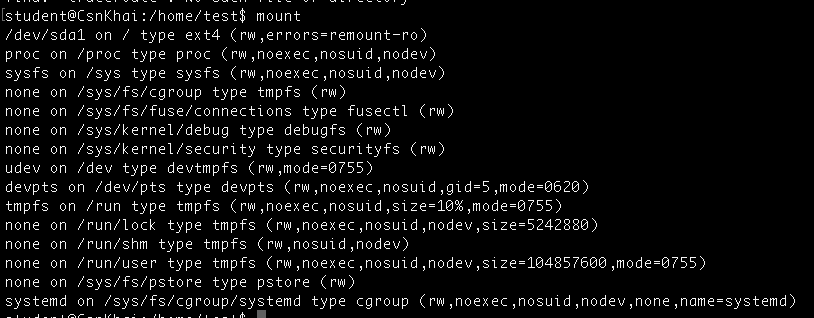 student@CsnKhai:/home/test$ mount
/dev/sda1 on / type ext4 (rw,errors=remount-ro)
proc on /proc type proc (rw,noexec,nosuid,nodev)
sysfs on /sys type sysfs (rw,noexec,nosuid,nodev)
none on /sys/fs/cgroup type tmpfs (rw)
none on /sys/fs/fuse/connections type fusectl (rw)
none on /sys/kernel/debug type debugfs (rw)
none on /sys/kernel/security type securityfs (rw)
udev on /dev type devtmpfs (rw,mode=0755)
devpts on /dev/pts type devpts (rw,noexec,nosuid,gid=5,mode=0620)
tmpfs on /run type tmpfs (rw,noexec,nosuid,size=10%,mode=0755)
none on /run/lock type tmpfs (rw,noexec,nosuid,nodev,size=5242880)
none on /run/shm type tmpfs (rw,nosuid,nodev)
none on /run/user type tmpfs (rw,noexec,nosuid,nodev,size=104857600,mode=0755)
none on /sys/fs/pstore type pstore (rw)
systemd on /sys/fs/cgroup/systemd type cgroup (rw,noexec,nosuid,nodev,none,name=systemd)
student@CsnKhai:/home/test$